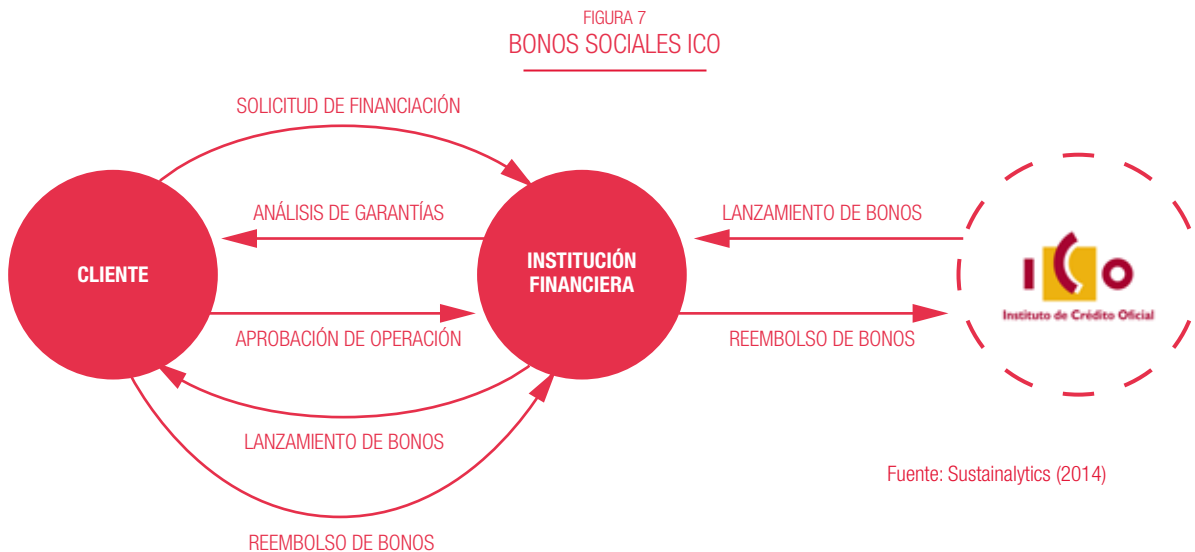 FIGURA 7
BONOS SOCIALES ICO
SOLICITUD DE FINANCIACIÓN
ANÁLISIS DE GARANTÍAS
LANZAMIENTO DE BONOS
CLIENTE
INSTITUCIÓN
FINANCIERA
ICO
Instituto de Crédito Oficial
APROBACIÓN DE OPERACIÓN
REEMBOLSO DE BONOS
LANZAMIENTO DE BONOS
Fuente: Sustainalytics (2014)
REEMBOLSO DE BONOS